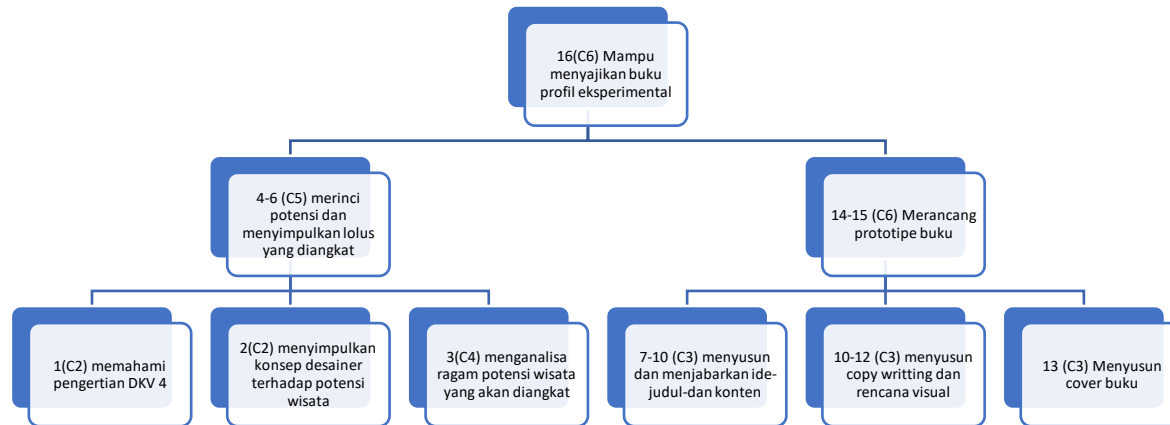 16(C6) Mampu
menyajikan buku
profil eksperimental
4-6 (C5) merinci
potensi dan
menyimpulkan lolus
yang diangkat
14-15 (C6) Merancang
prototipe buku
1(C2) memahami
pengertian DKV 4
2(C2) menyimpulkan
konsep desainer
terhadap potensi
wisata
3(C4) menganalisa
ragam potensi wisata
yang akan diangkat
7-10 (C3) menyusun
dan menjabarkan ide-
judul-dan konten
10-12 (C3) menyusun
copy writting dan
rencana visual
13 (C3) Menyusun
cover buku